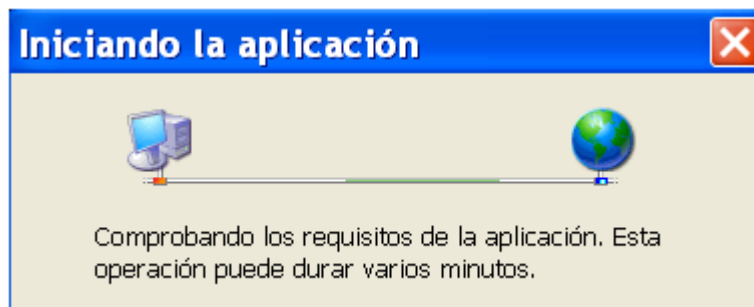 Iniciando la aplicación
Comprobando los requisitos de la aplicación. Esta
operación puede durar varios minutos.